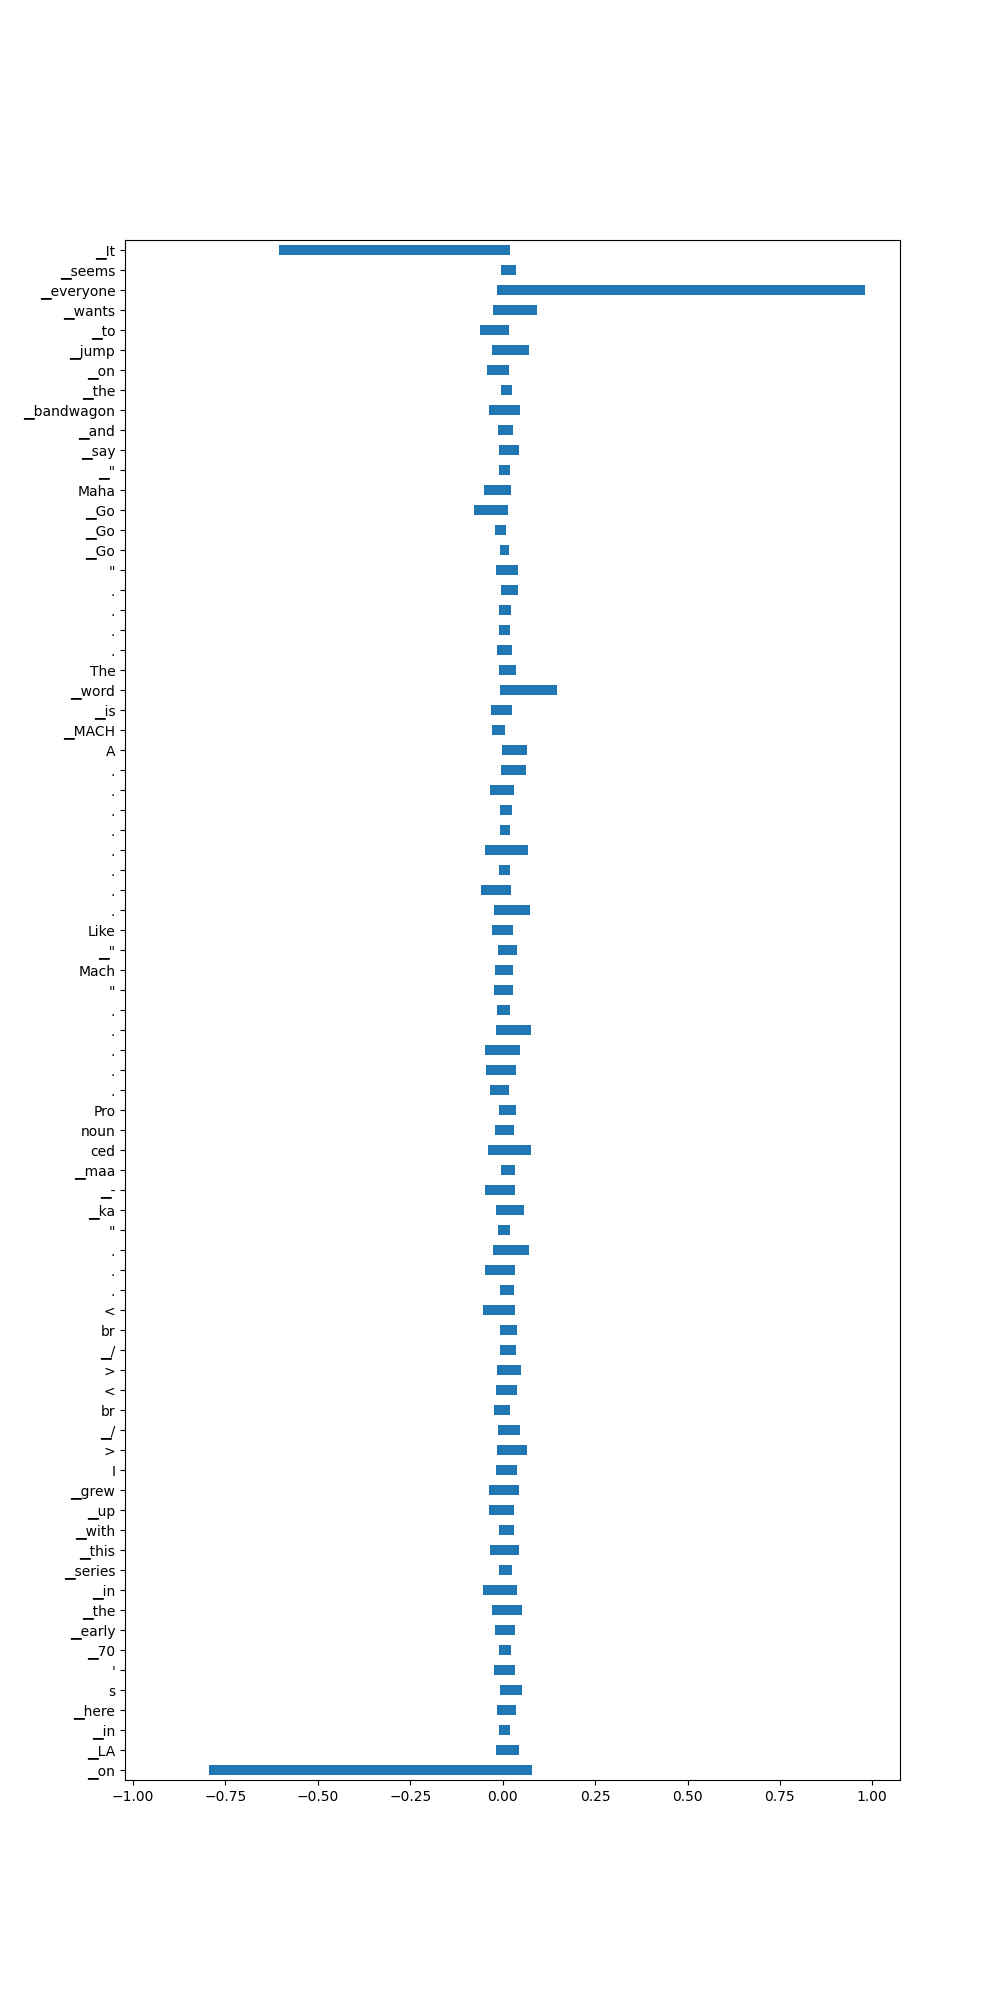 ▁It
▁seems
▁everyone
▁wants
▁to
▁jump
▁on
▁the
▁bandwagon
▁and
▁say
▁"
Maha
▁Go
▁Go
▁Go
"
.
.
.
.
The
▁word
▁is
▁MACH
A
.
.
.
.
.
.
.
.
Like
▁"
Mach
"
.
.
.
.
.
Pro
noun
ced
▁maa
▁-
▁ka
"
.
.
.
<
br
▁/
>
<
br
▁/
>
I
▁grew
▁up
▁with
▁this
▁series
▁in
▁the
▁early
▁70
'
s
▁here
▁in
▁LA
▁on
−1.00 −0.75 −0.50 −0.25 0.00 0.25 0.50 0.75 1.00